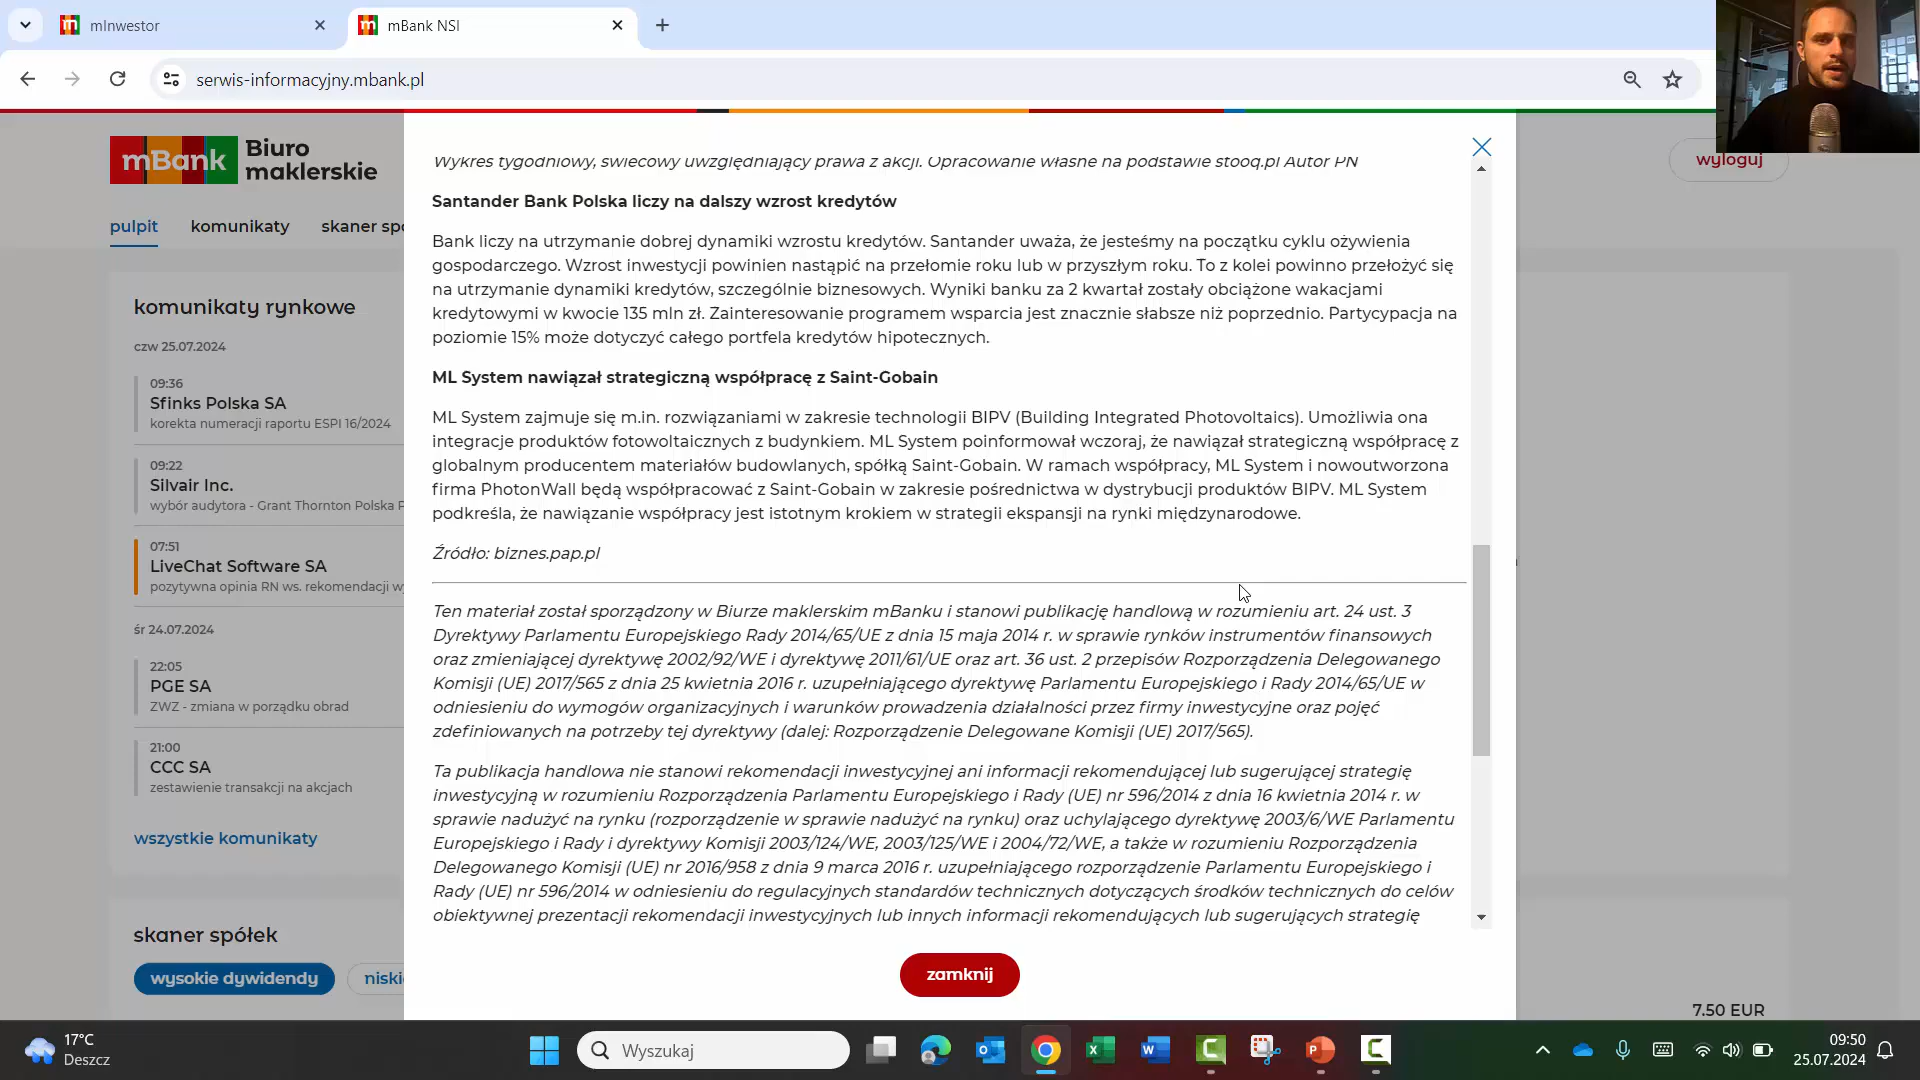 mInwestor
mBank NSI
serwis-informacyjny.mbank.pl
mBank Biuro maklerskie
wyloguj
pulpit komunikaty skaner spó
komunikaty rynkowe
czw 25.07.2024
09:36
Sfinks Polska SA
korekta numeracji raportu ESPI 16/2024
09:22
Silvair Inc.
wybór audytora - Grant Thornton Polska P
07:51
LiveChat Software SA
pozytywna opinia RN ws. rekomendacji w
śr 24.07.2024
22:05
PGE SA
ZWZ - zmiana w porządku obrad
21:00
CCC SA
zestawienie transakcji na akcjach
wszystkie komunikaty
skaner spółek
wysokie dywidendy
niski
Wykres tygodniowy, świecowy uwzględniający prawa z akcji. Opracowanie własne na podstawie stooq.pl Autor PN
Santander Bank Polska liczy na dalszy wzrost kredytów
Bank liczy na utrzymanie dobrej dynamiki wzrostu kredytów. Santander uważa, że jesteśmy na początku cyklu ożywienia
gospodarczego. Wzrost inwestycji powinien nastąpić na przełomie roku lub w przyszłym roku. To z kolei powinno przełożyć się
na utrzymanie dynamiki kredytów, szczególnie biznesowych. Wyniki banku za 2 kwartał zostały obciążone wakacjami
kredytowymi w kwocie 135 mln zł. Zainteresowanie programem wsparcia jest znacznie słabsze niż poprzednio. Partycypacja na
poziomie 15% może dotyczyć całego portfela kredytów hipotecznych.
ML System nawiązał strategiczną współpracę z Saint-Gobain
ML System zajmuje się m.in. rozwiązaniami w zakresie technologii BIPV (Building Integrated Photovoltaics). Umożliwia ona
integracje produktów fotowoltaicznych z budynkiem. ML System poinformował wczoraj, że nawiązał strategiczną współpracę z
globalnym producentem materiałów budowlanych, spółką Saint-Gobain. W ramach współpracy, ML System i nowoutworzona
firma PhotonWall będą współpracować z Saint-Gobain w zakresie pośrednictwa w dystrybucji produktów BIPV. ML System
podkreśla, że nawiązanie współpracy jest istotnym krokiem w strategii ekspansji na rynki międzynarodowe.
Źródło: biznes.pap.pl
Ten materiał został sporządzony w Biurze maklerskim mBanku i stanowi publikację handlową w rozumieniu art. 24 ust. 3
Dyrektywy Parlamentu Europejskiego Rady 2014/65/UE z dnia 15 maja 2014 r. w sprawie rynków instrumentów finansowych
oraz zmieniającej dyrektywę 2002/92/WE i dyrektywę 2011/61/UE oraz art. 36 ust. 2 przepisów Rozporządzenia Delegowanego
Komisji (UE) 2017/565 z dnia 25 kwietnia 2016 r. uzupełniającego dyrektywę Parlamentu Europejskiego i Rady 2014/65/UE w
odniesieniu do wymogów organizacyjnych i warunków prowadzenia działalności przez firmy inwestycyjne oraz pojęć
zdefiniowanych na potrzeby tej dyrektywy (dalej: Rozporządzenie Delegowane Komisji (UE) 2017/565).
Ta publikacja handlowa nie stanowi rekomendacji inwestycyjnej ani informacji rekomendującej lub sugerującej strategię
inwestycyjną w rozumieniu Rozporządzenia Parlamentu Europejskiego i Rady (UE) nr 596/2014 z dnia 16 kwietnia 2014 r. w
sprawie nadużyć na rynku (rozporządzenie w sprawie nadużyć na rynku) oraz uchylającego dyrektywę 2003/6/WE Parlamentu
Europejskiego i Rady i dyrektywy Komisji 2003/124/WE, 2003/125/WE i 2004/72/WE, a także w rozumieniu Rozporządzenia
Delegowanego Komisji (UE) nr 2016/958 z dnia 9 marca 2016 r. uzupełniającego rozporządzenie Parlamentu Europejskiego i
Rady (UE) nr 596/2014 w odniesieniu do regulacyjnych standardów technicznych dotyczących środków technicznych do celów
obiektywnej prezentacji rekomendacji inwestycyjnych lub innych informacji rekomendujących lub sugerujących strategię
zamknij
7.50 EUR
17°C
Deszcz
Wyszukaj
09:50
25.07.2024